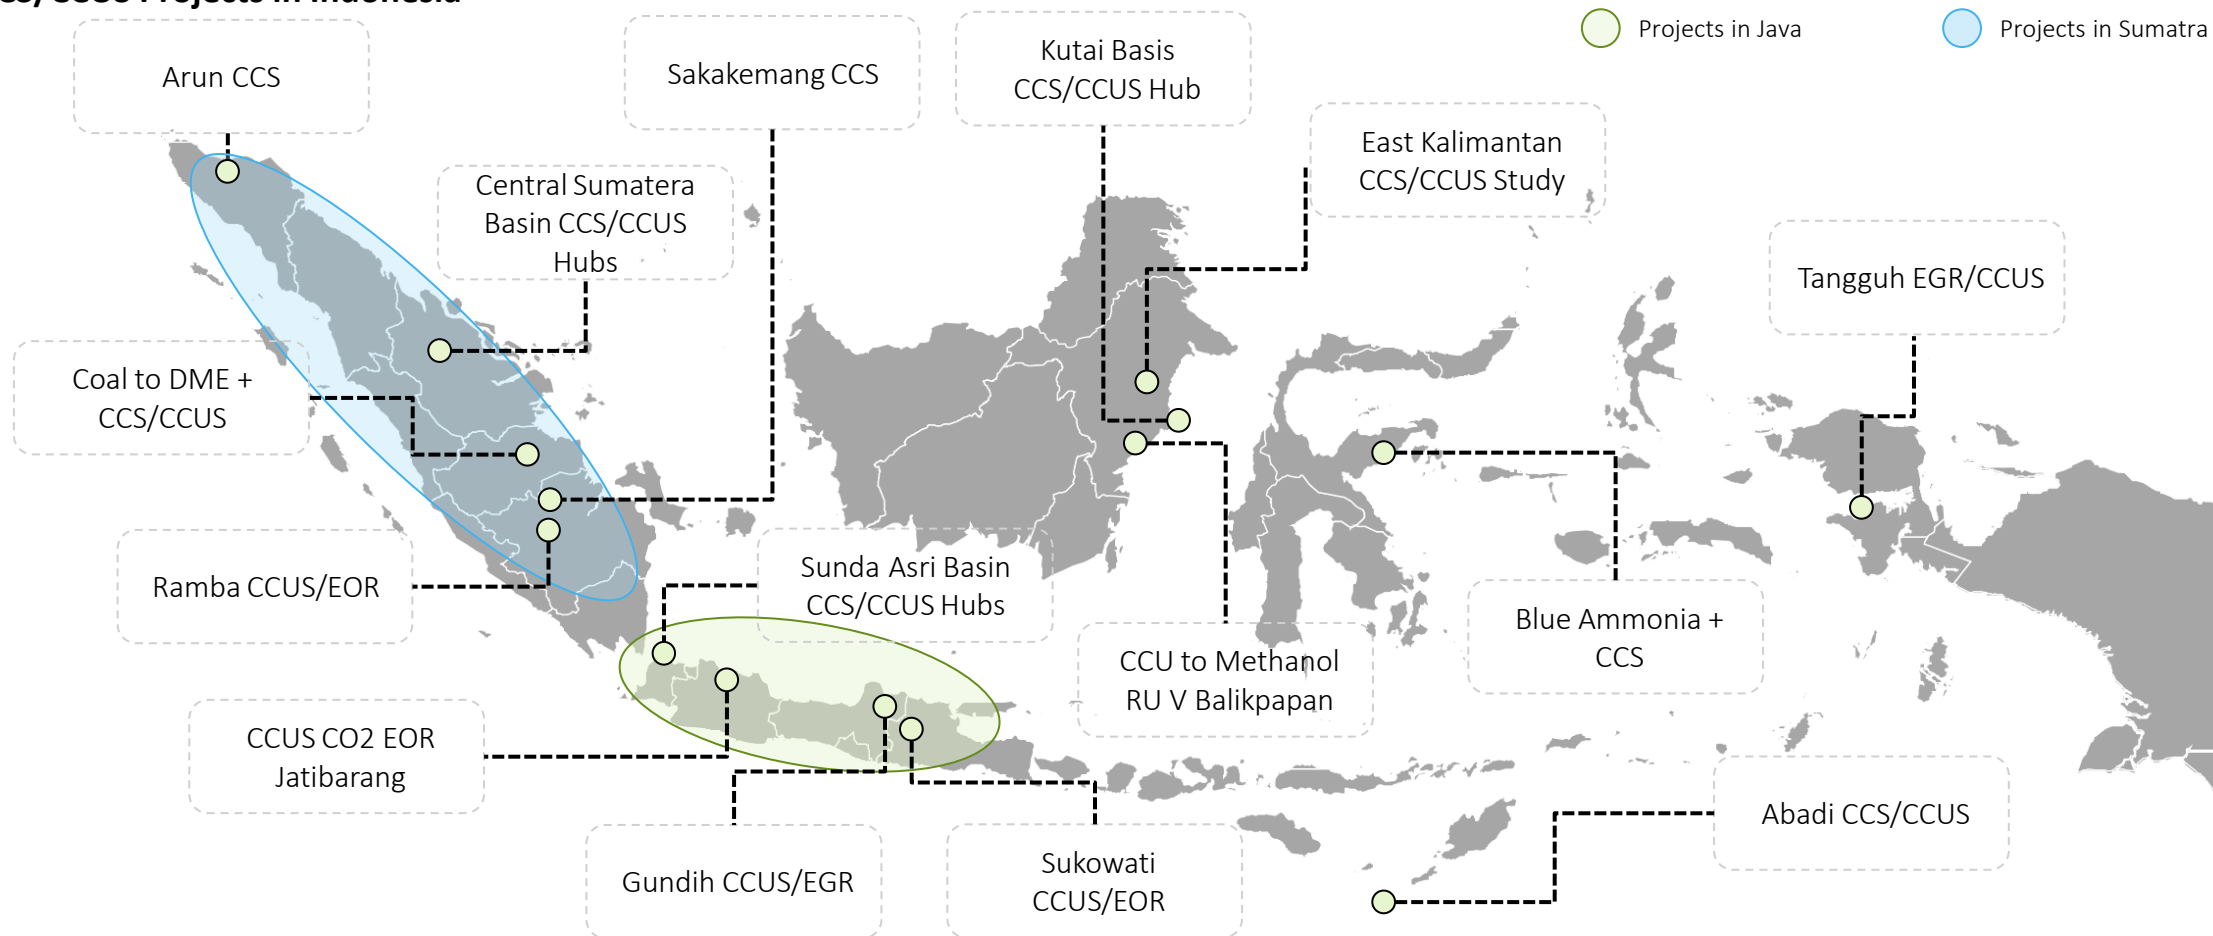 Projects in Indonesia
Projects in Java
Projects in Sumatra
Arun CCS
Sakakemang CCS
Kutai Basis
CCS/CCUS Hub
East Kalimantan
CCS/CCUS Study
Central Sumatera
Basin CCS/CCUS
Hubs
Tangguh EGR/CCUS
Coal to DME +
CCS/CCUS
Ramba CCUS/EOR
Sunda Asri Basin
CCS/CCUS Hubs
Blue Ammonia +
CCS
CCU to Methanol
RU V Balikpapan
CCUS CO2 EOR
Jatibarang
Abadi CCS/CCUS
Gundih CCUS/EGR
Sukowati
CCUS/EOR